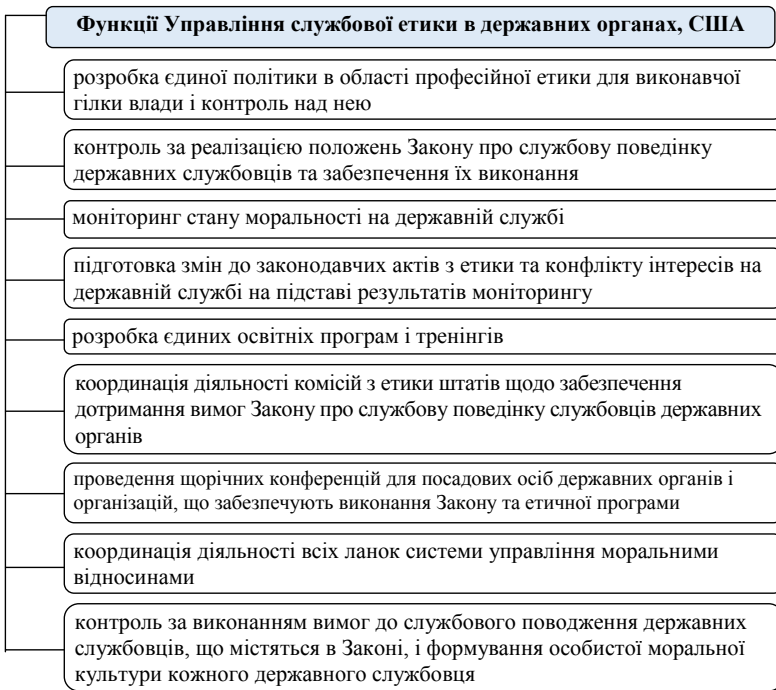 Функції Управління службової етики в державних органах, США
розробка єдиної політики в області професійної етики для виконавчої
гілки влади і контроль над нею
контроль за реалізацією положень Закону про службову поведінку
державних службовців та забезпечення їх виконання
моніторинг стану моральності на державній службі
підготовка змін до законодавчих актів з етики та конфлікту інтересів на
державній службі на підставі результатів моніторингу
розробка єдиних освітніх програм і тренінгів
координація діяльності комісій з етики штатів щодо забезпечення
дотримання вимог Закону про службову поведінку службовців державних
органів
проведення щорічних конференцій для посадових осіб державних органів і
організацій, що забезпечують виконання Закону та етичної програми
координація діяльності всіх ланок системи управління моральними
відносинами
контроль за виконанням вимог до службового поводження державних
службовців, що містяться в Законі, і формування особистої моральної
культури кожного державного службовця